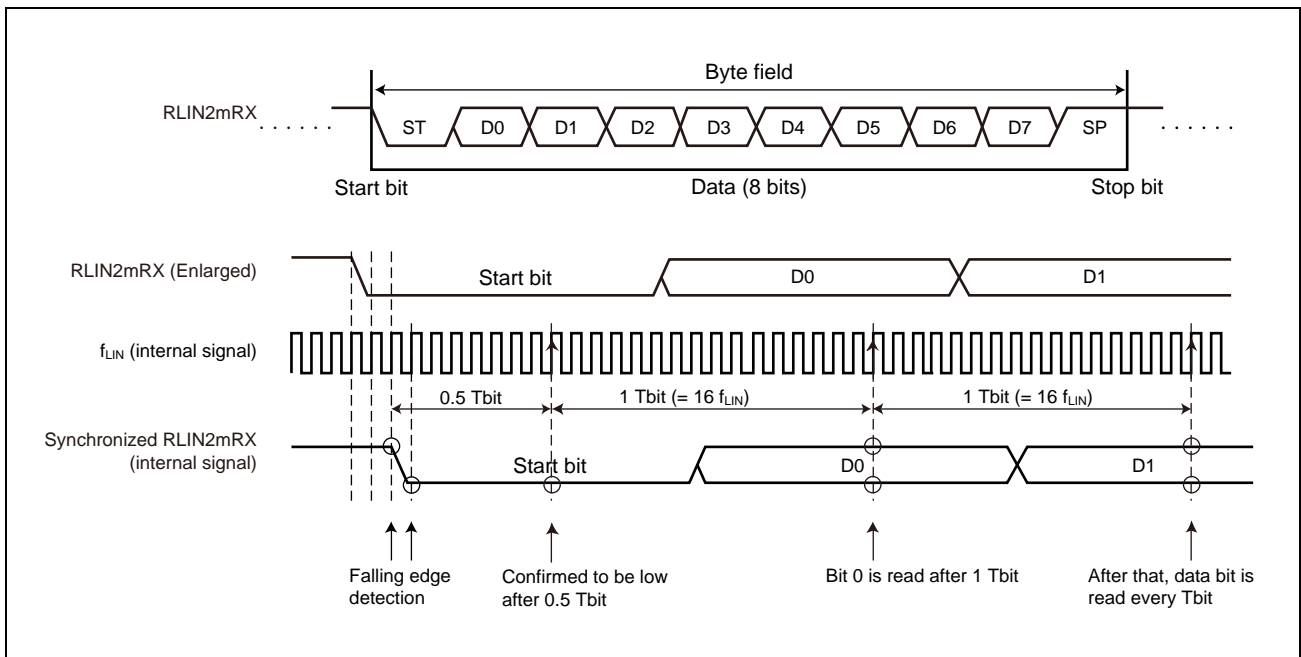 Byte field
RLIN2mRX . . . . . . ST D0 D1 D2 D3 D4 D5 D6 D7 SP . . . . . .
Start bit Data (8 bits) Stop bit
RLIN2mRX (Enlarged) Start bit D0 D1
fLIN (internal signal)
0.5 Tbit 1 Tbit (= 16 fLIN) 1 Tbit (= 16 fLIN)
Synchronized RLIN2mRX
(internal signal)
Start bit D0 D1
Falling edge
detection
Confirmed to be low
after 0.5 Tbit
Bit 0 is read after 1 Tbit
After that, data bit is
read every Tbit